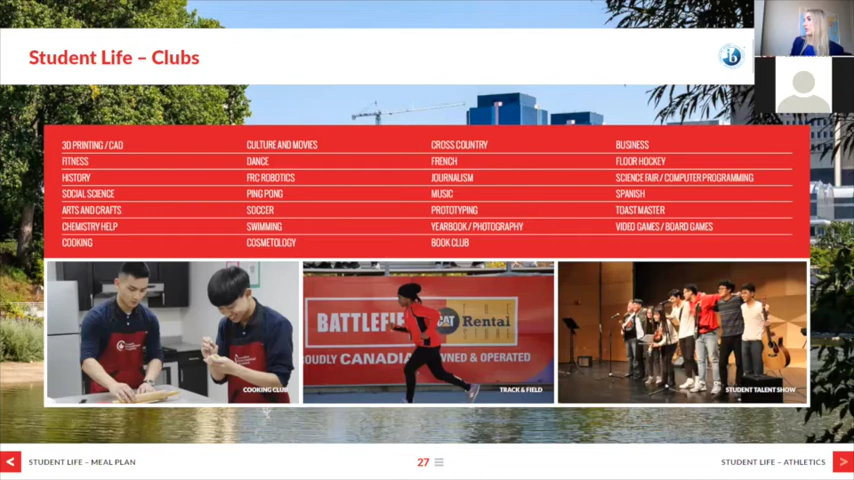 Student Life – Clubs
3D PRINTING / CAD CULTURE AND MOVIES CROSS COUNTRY BUSINESS
FITNESS DANCE FRENCH FLOOR HOCKEY
HISTORY FRC ROBOTICS JOURNALISM SCIENCE FAIR / COMPUTER PROGRAMMING
SOCIAL SCIENCE PING PONG MUSIC SPANISH
ARTS AND CRAFTS SOCCER PROTOTYPING TOAST MASTER
CHEMISTRY HELP SWIMMING YEARBOOK / PHOTOGRAPHY VIDEO GAMES / BOARD GAMES
COOKING COSMETOLOGY BOOK CLUB
Rental
CANADIA OWNED & OPERATED
COOKING CLUB
TRACK & FIELD
STUDENT TALENT SHOW
< STUDENT LIFE – MEAL PLAN 27 STUDENT LIFE – ATHLETICS >